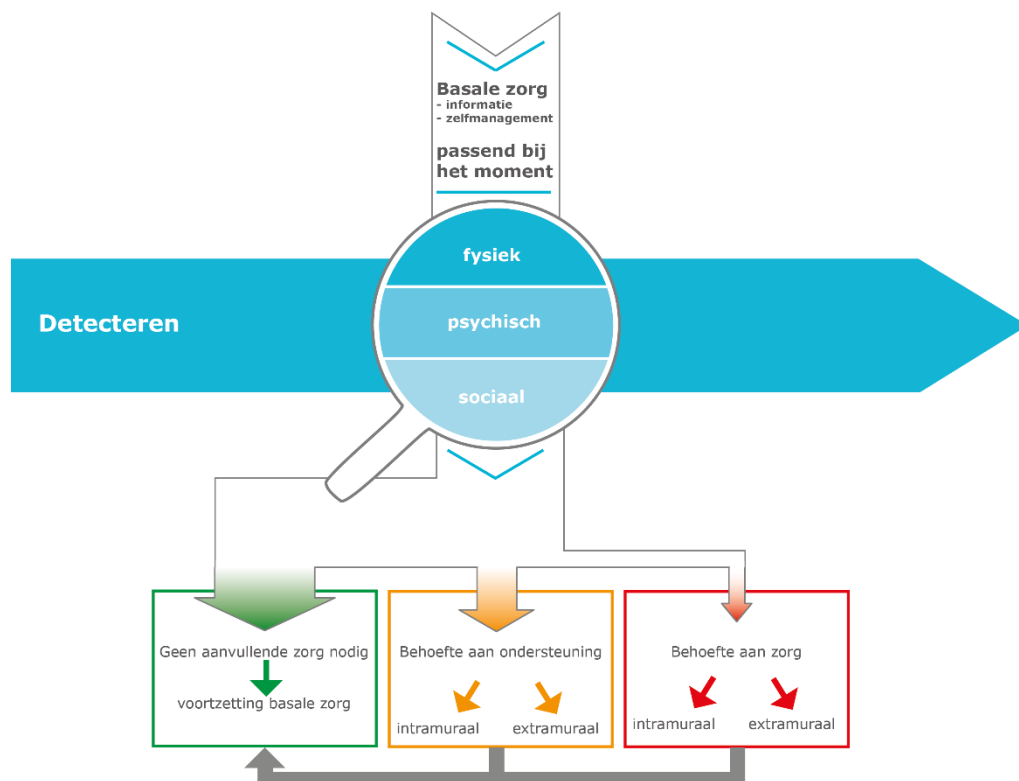 Basale zorg
- informatie
- zelfmanagement
passend bij
het moment
fysiek
Detecteren
psychisch
sociaal
Geen aanvullende zorg nodig
voortzetting basale zorg
Behoefte aan ondersteuning
intramuraal
extramuraal
Behoefte aan zorg
intramuraal
extramuraal